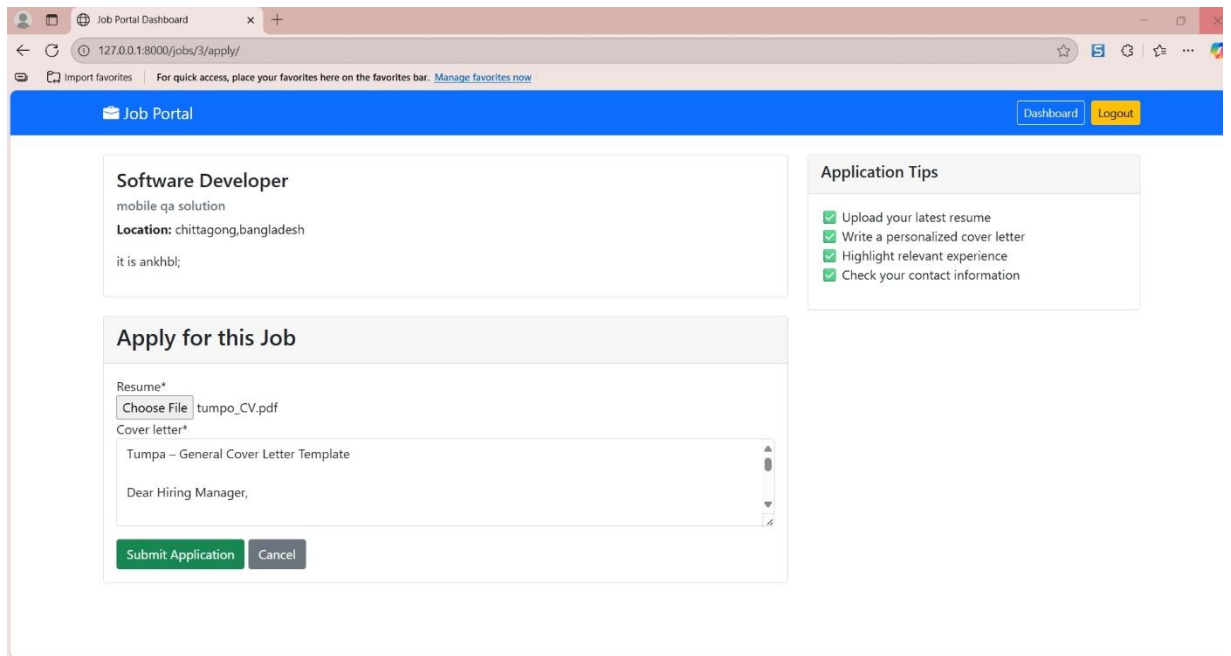 Job Portal Dashboard
127.0.0.1:8000/jobs/3/apply/
Import favorites For quick access, place your favorites here on the favorites bar. Manage favorites now
Job Portal Dashboard Logout
Software Developer
mobile qa solution
Location: chittagong,bangladesh
it is ankhbl;
Application Tips
✅ Upload your latest resume
✅ Write a personalized cover letter
✅ Highlight relevant experience
✅ Check your contact information
Apply for this Job
Resume*
Choose File tumpo_CV.pdf
Cover letter*
Tumpa – General Cover Letter Template
Dear Hiring Manager,
Submit Application Cancel